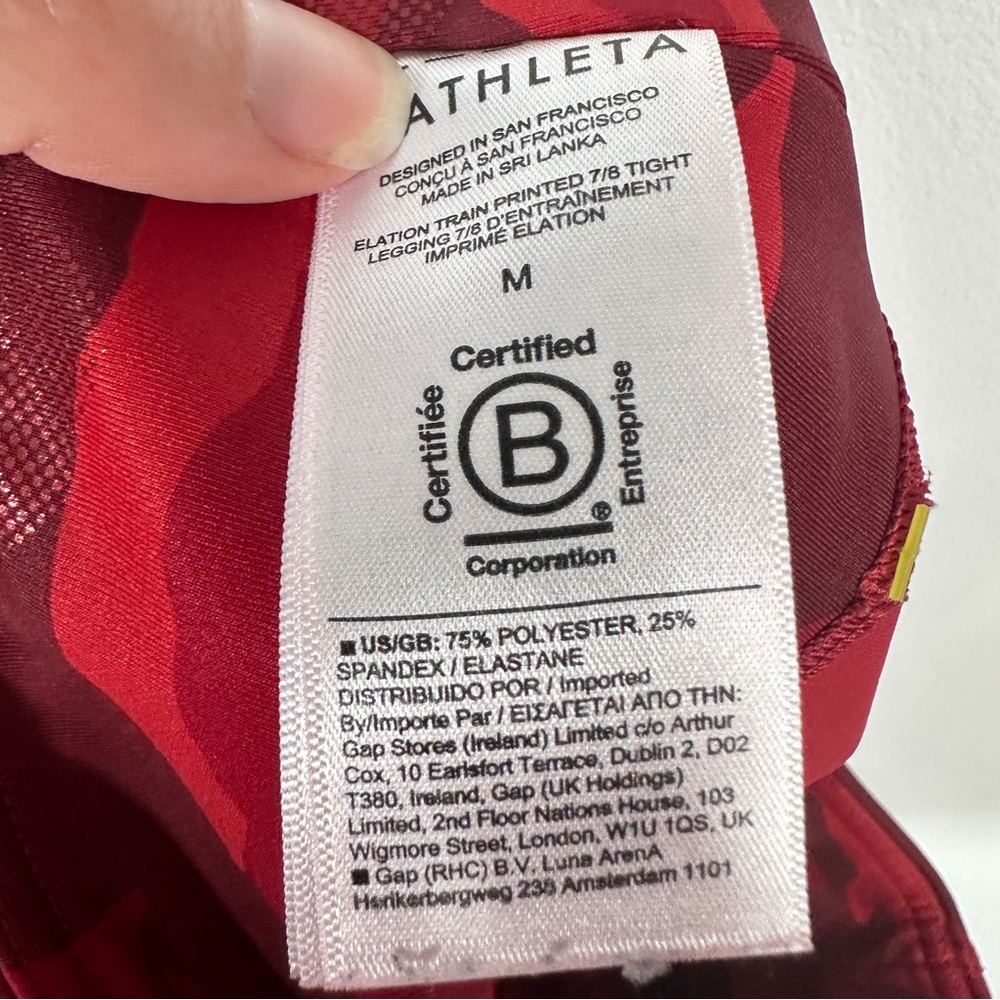 ATHLETA
DESIGNED IN SAN FRANCISCO
CONÇU À SAN FRANCISCO
MADE IN SRI LANKA
ELATION TRAIN PRINTED 7/8 TIGHT
LEGGING 7/8 D'ENTRAÎNEMENT
IMPRIMÉ ELATION
M
Certified
Certifiée
B
Entreprise
®
Corporation
■ US/GB: 75% POLYESTER, 25%
SPANDEX / ELASTANE
DISTRIBUIDO POR / Imported
By/Importe Par / ΕΙΣΑΓΕΤΑΙ ΑΠΟ ΤΗΝ:
Gap Stores (Ireland) Limited c/o Arthur
Cox, 10 Earlsfort Terrace, Dublin 2, D02
T380, Ireland, Gap (UK Holdings)
Limited, 2nd Floor Nations House, 103
Wigmore Street, London, W1U 1QS, UK
■ Gap (RHC) B.V. Luna ArenA
Herikerbergweg 238 Amsterdam 1101